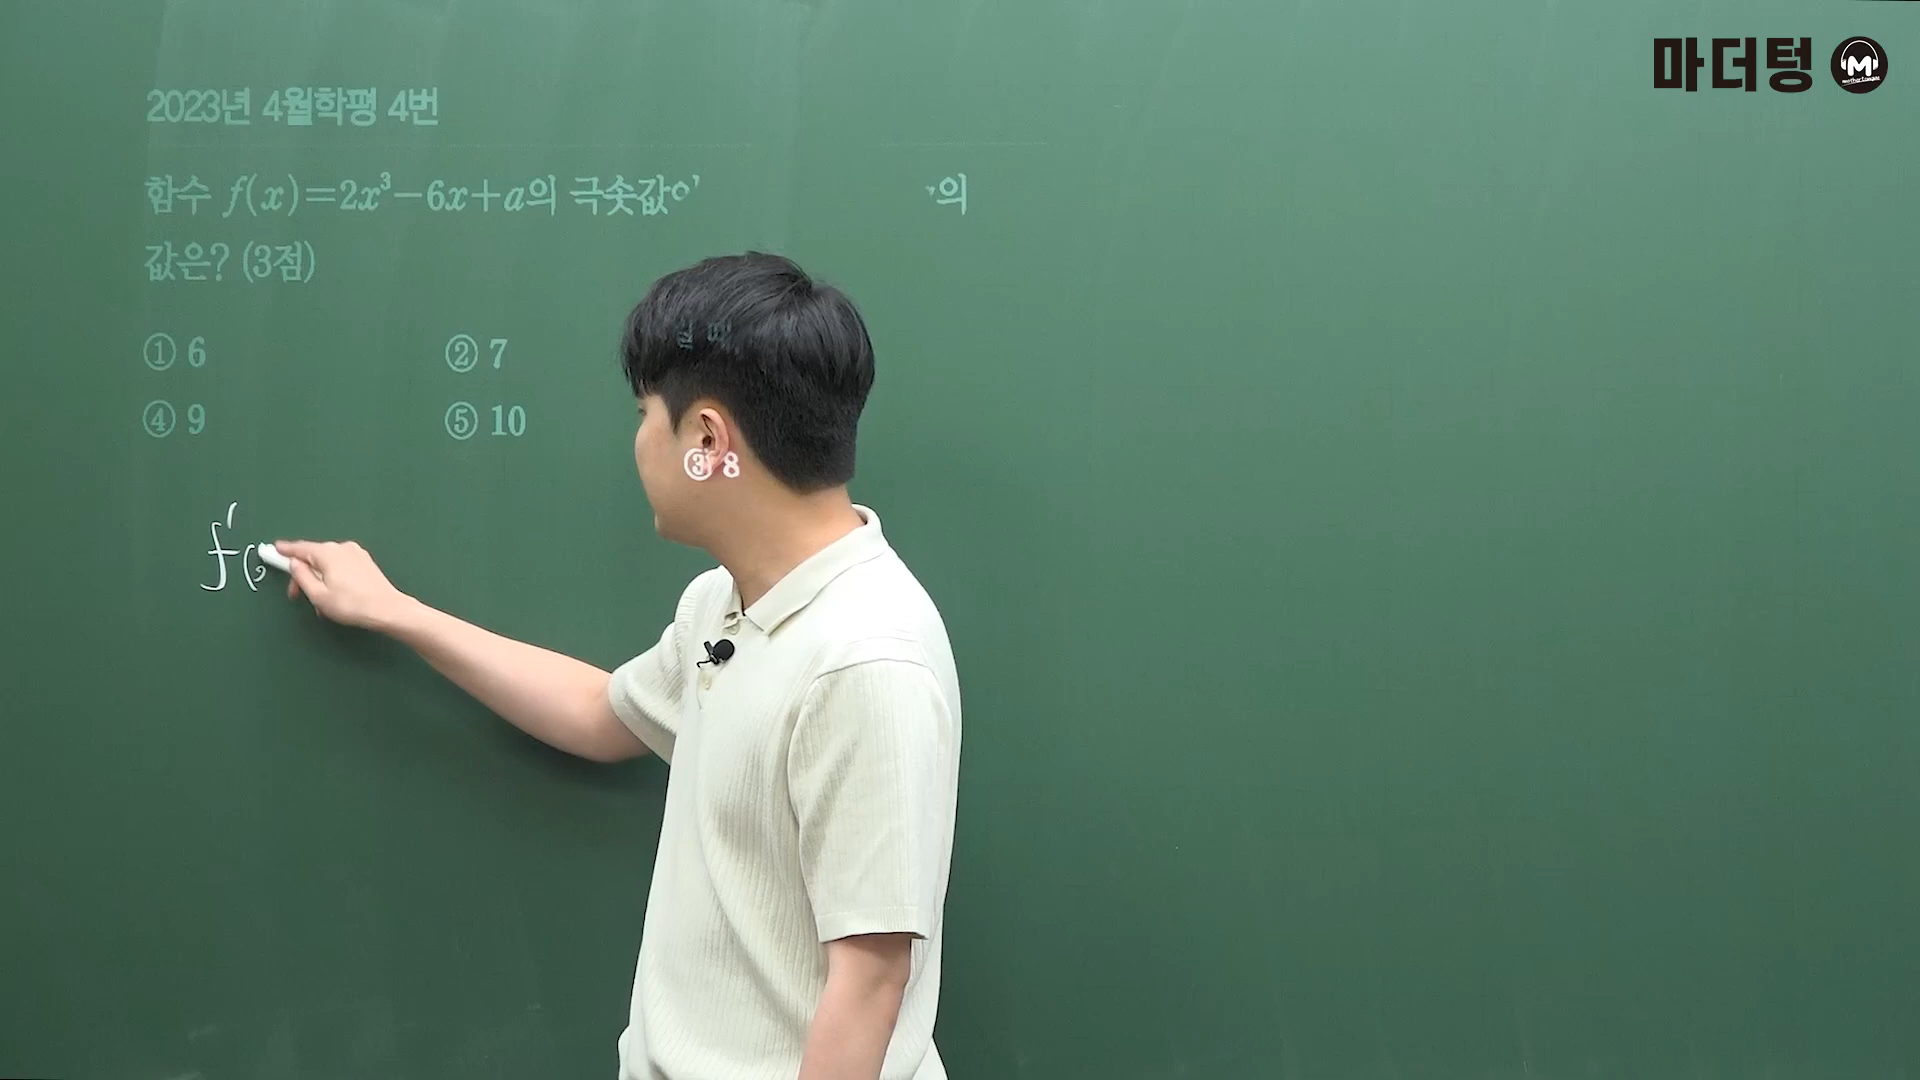 마더텅
M
2023년 4월학평 4번
함수 f(x)=2x³−6x+a의 극솟값이 의
값은? (3점)
① 6 ② 7 ③ 8
④ 9 ⑤ 10
f'(